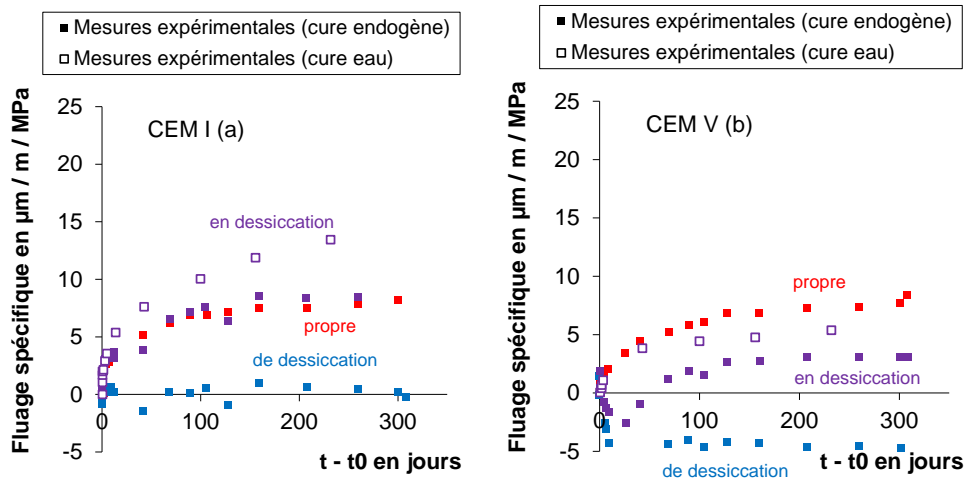 Mesures expérimentales (cure endogène)
Mesures expérimentales (cure eau)
Fluage spécifique en µm / m / MPa
25
20
15
10
5
0
-5
CEM I (a)
en dessiccation
propre
de dessiccation
0
100
200
300
t - t0 en jours
Mesures expérimentales (cure endogène)
Mesures expérimentales (cure eau)
Fluage spécifique en µm / m / MPa
25
20
15
10
5
0
-5
CEM V (b)
propre
en dessiccation
de dessiccation
0
100
200
300
t - t0 en jours